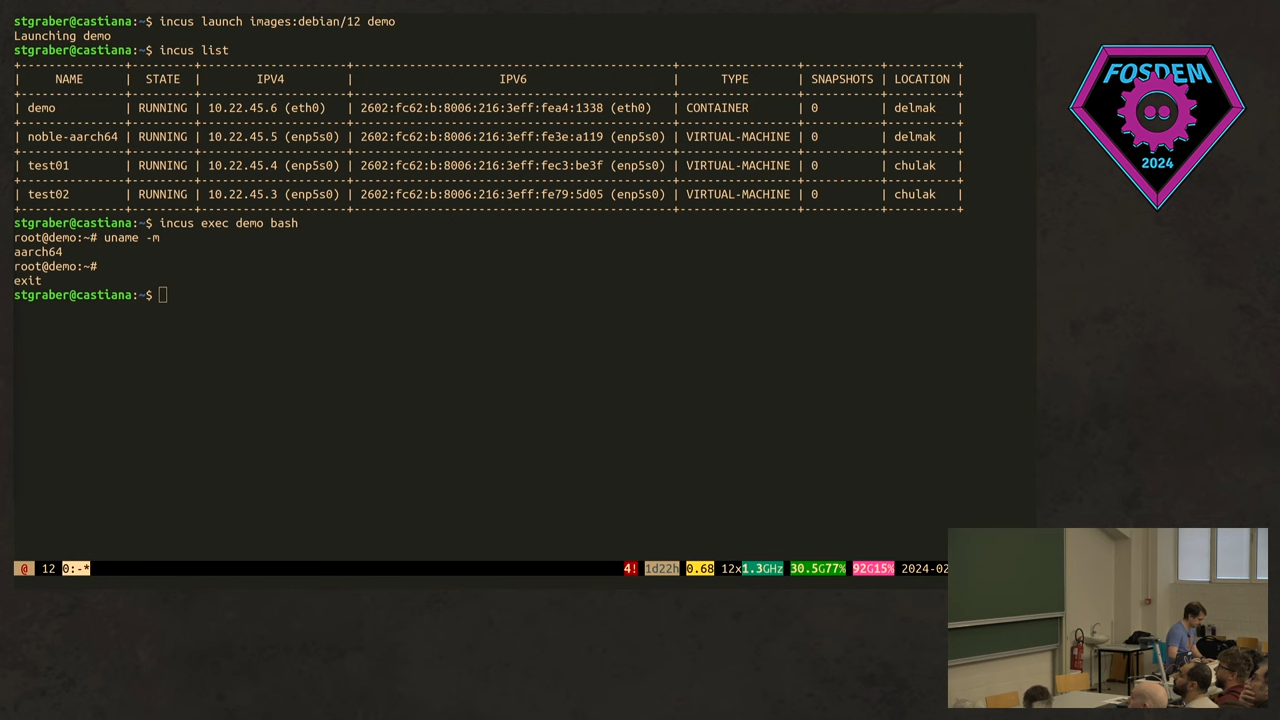 stgraber@castiana:~$ incus launch images:debian/12 demo
Launching demo
stgraber@castiana:~$ incus list
+--------------+---------+----------------------+----------------------------------------------+-----------------+-----------+----------+
| NAME | STATE | IPV4 | IPV6 | TYPE | SNAPSHOTS | LOCATION |
+--------------+---------+----------------------+----------------------------------------------+-----------------+-----------+----------+
| demo | RUNNING | 10.22.45.6 (eth0) | 2602:fc62:b:8006:216:3eff:fea4:1338 (eth0) | CONTAINER | 0 | delmak |
+--------------+---------+----------------------+----------------------------------------------+-----------------+-----------+----------+
| noble-aarch64 | RUNNING | 10.22.45.5 (enp5s0) | 2602:fc62:b:8006:216:3eff:fe3e:a119 (enp5s0) | VIRTUAL-MACHINE | 0 | delmak |
+--------------+---------+----------------------+----------------------------------------------+-----------------+-----------+----------+
| test01 | RUNNING | 10.22.45.4 (enp5s0) | 2602:fc62:b:8006:216:3eff:fec3:be3f (enp5s0) | VIRTUAL-MACHINE | 0 | chulak |
+--------------+---------+----------------------+----------------------------------------------+-----------------+-----------+----------+
| test02 | RUNNING | 10.22.45.3 (enp5s0) | 2602:fc62:b:8006:216:3eff:fe79:5d05 (enp5s0) | VIRTUAL-MACHINE | 0 | chulak |
+--------------+---------+----------------------+----------------------------------------------+-----------------+-----------+----------+
stgraber@castiana:~$ incus exec demo bash
root@demo:~# uname -m
aarch64
root@demo:~#
exit
stgraber@castiana:~$
@ 12 0:-* 4! 1d22h 0.68 12x1.3GHz 30.5G77% 92G15% 2024-02
FOSDEM
2024